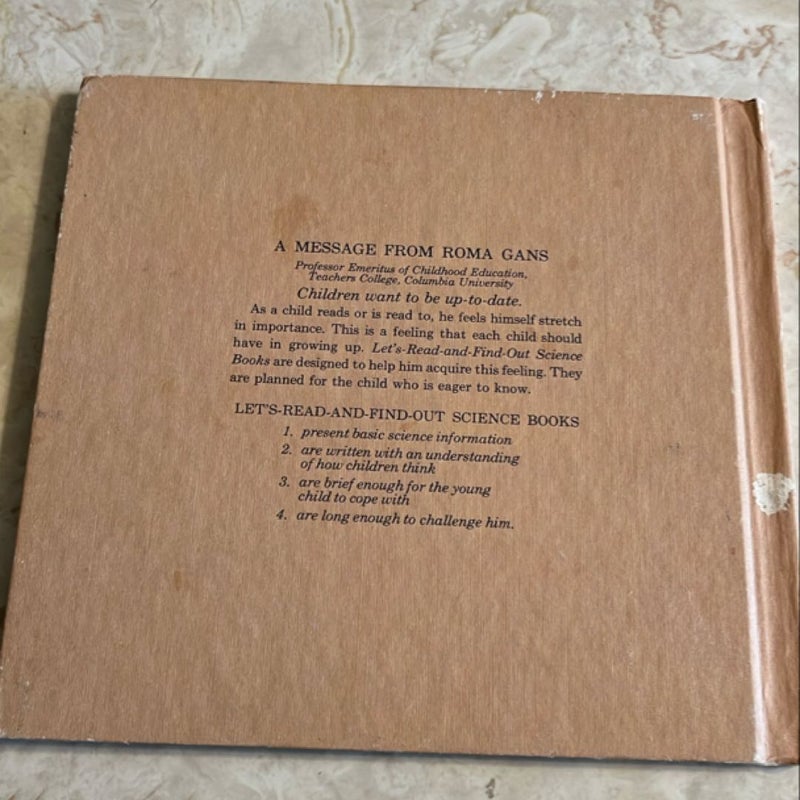 A MESSAGE FROM ROMA GANS
Professor Emeritus of Childhood Education,
Teachers College, Columbia University
Children want to be up-to-date.
As a child reads or is read to, he feels himself stretch
in importance. This is a feeling that each child should
have in growing up. Let's-Read-and-Find-Out Science
Books are designed to help him acquire this feeling. They
are planned for the child who is eager to know.
LET'S-READ-AND-FIND-OUT SCIENCE BOOKS
1. present basic science information
2. are written with an understanding
of how children think
3. are brief enough for the young
child to cope with
4. are long enough to challenge him.